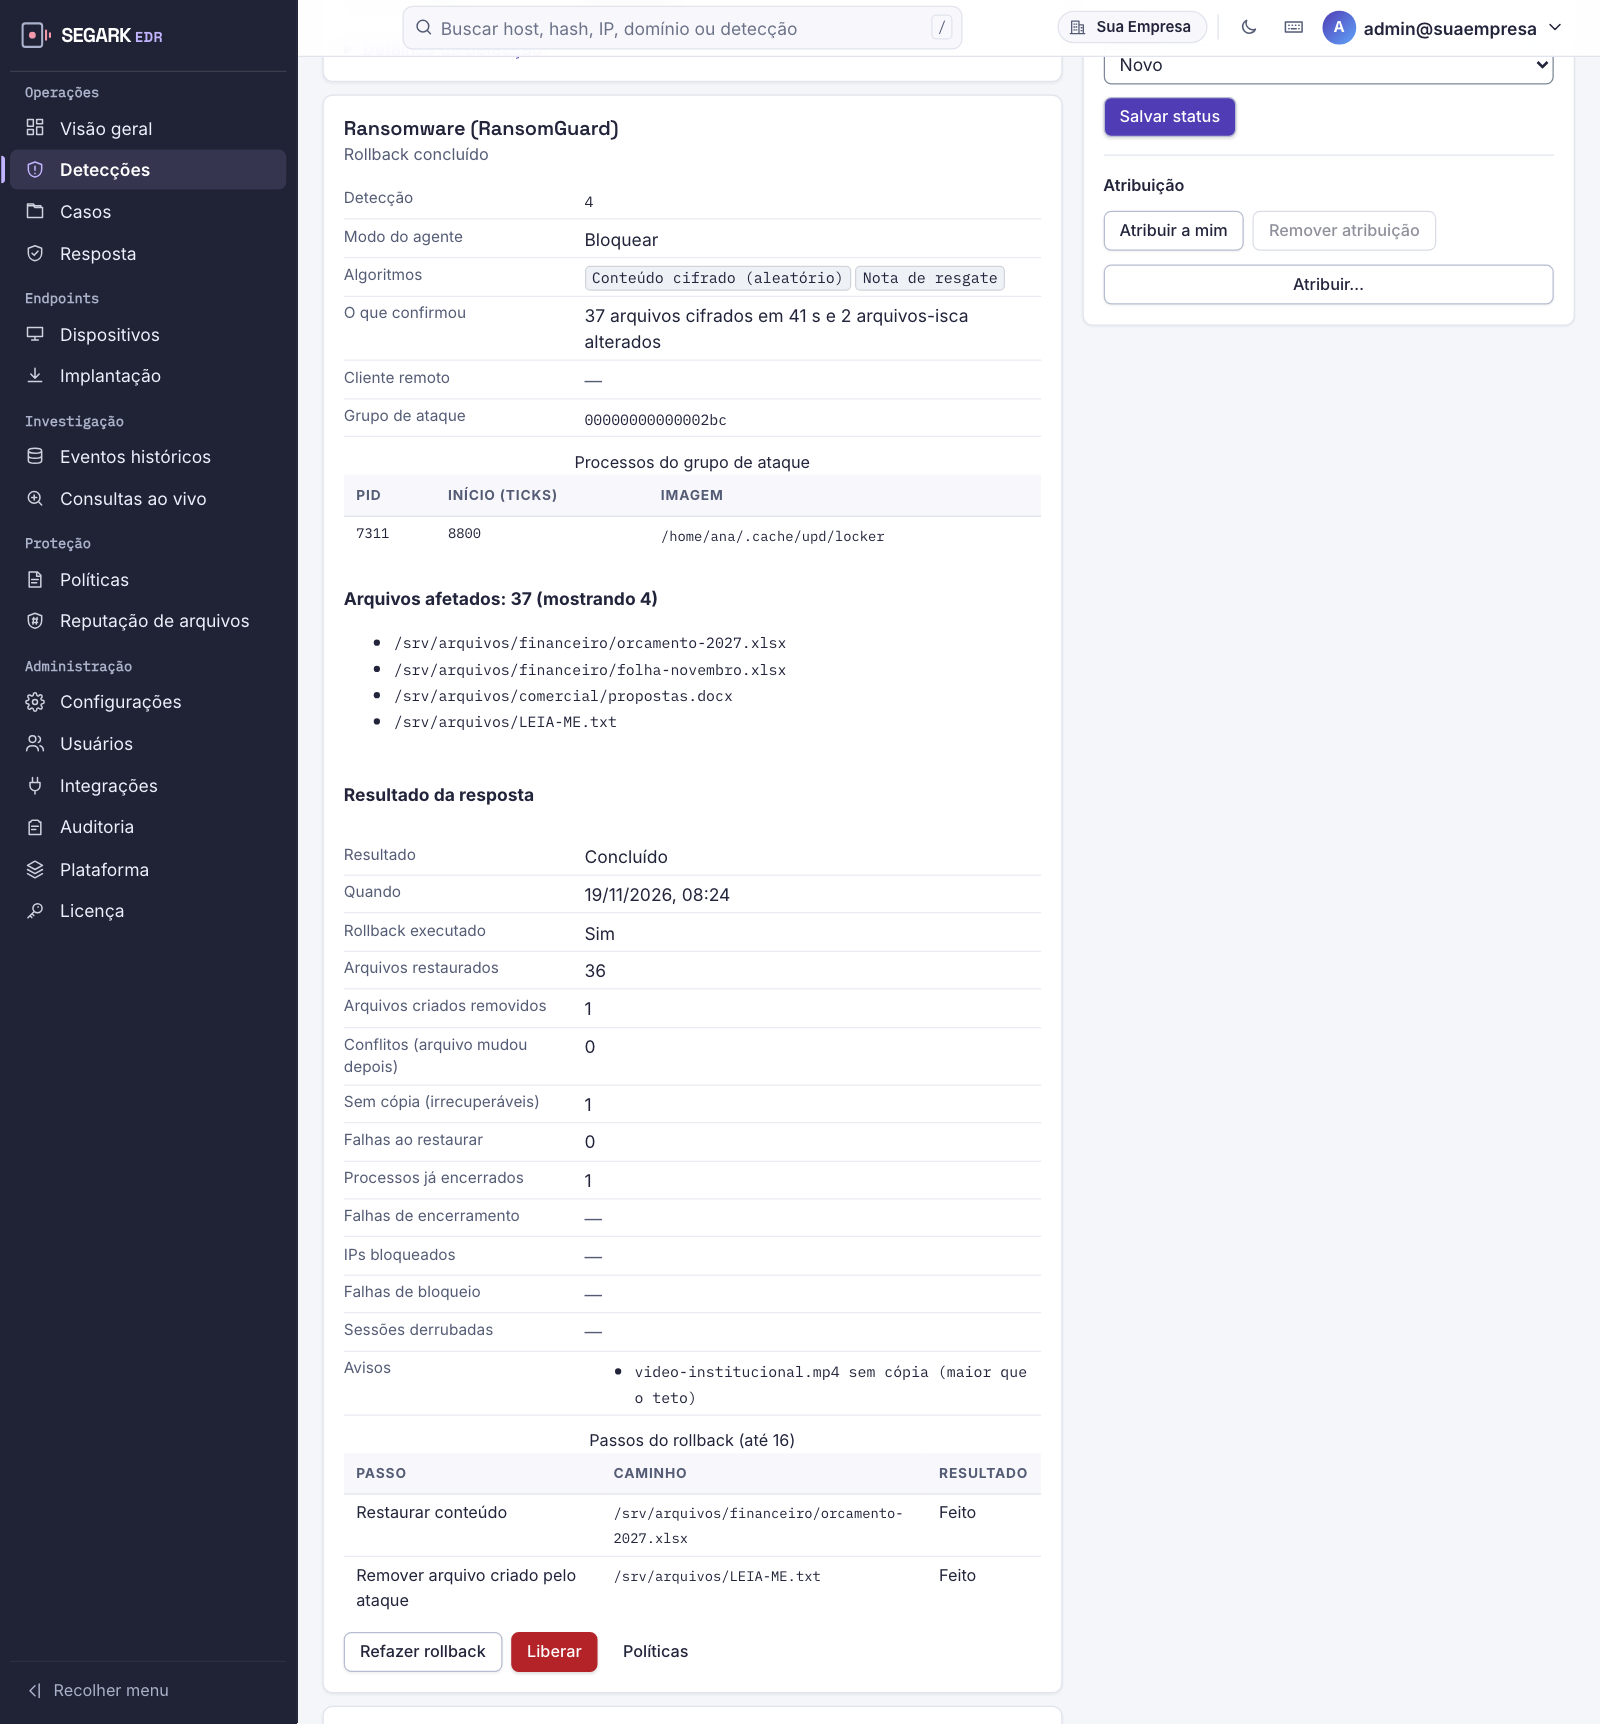 SEGARK EDR
Buscar host, hash, IP, domínio ou detecção
/
Sua Empresa
A
admin@suaempresa
Operações
Visão geral
Detecções
Casos
Resposta
Endpoints
Dispositivos
Implantação
Investigação
Eventos históricos
Consultas ao vivo
Proteção
Políticas
Reputação de arquivos
Administração
Configurações
Usuários
Integrações
Auditoria
Plataforma
Licença
Recolher menu
Ransomware (RansomGuard)
Rollback concluído
Detecção
4
Modo do agente
Bloquear
Algoritmos
Conteúdo cifrado (aleatório) Nota de resgate
O que confirmou
37 arquivos cifrados em 41 s e 2 arquivos-isca
alterados
Cliente remoto
—
Grupo de ataque
00000000000002bc
Processos do grupo de ataque
PID INÍCIO (TICKS) IMAGEM
7311 8800 /home/ana/.cache/upd/locker
Arquivos afetados: 37 (mostrando 4)
/srv/arquivos/financeiro/orcamento-2027.xlsx
/srv/arquivos/financeiro/folha-novembro.xlsx
/srv/arquivos/comercial/propostas.docx
/srv/arquivos/LEIA-ME.txt
Resultado da resposta
Resultado
Concluído
Quando
19/11/2026, 08:24
Rollback executado
Sim
Arquivos restaurados
36
Arquivos criados removidos
1
Conflitos (arquivo mudou
depois)
0
Sem cópia (irrecuperáveis)
1
Falhas ao restaurar
0
Processos já encerrados
1
Falhas de encerramento
—
IPs bloqueados
—
Falhas de bloqueio
—
Sessões derrubadas
—
Avisos
video-institucional.mp4 sem cópia (maior que
o teto)
Passos do rollback (até 16)
PASSO CAMINHO RESULTADO
Restaurar conteúdo
/srv/arquivos/financeiro/orcamento-
2027.xlsx
Feito
Remover arquivo criado pelo
ataque
/srv/arquivos/LEIA-ME.txt
Feito
Refazer rollback
Liberar
Políticas
Novo
Salvar status
Atribuição
Atribuir a mim
Remover atribuição
Atribuir...